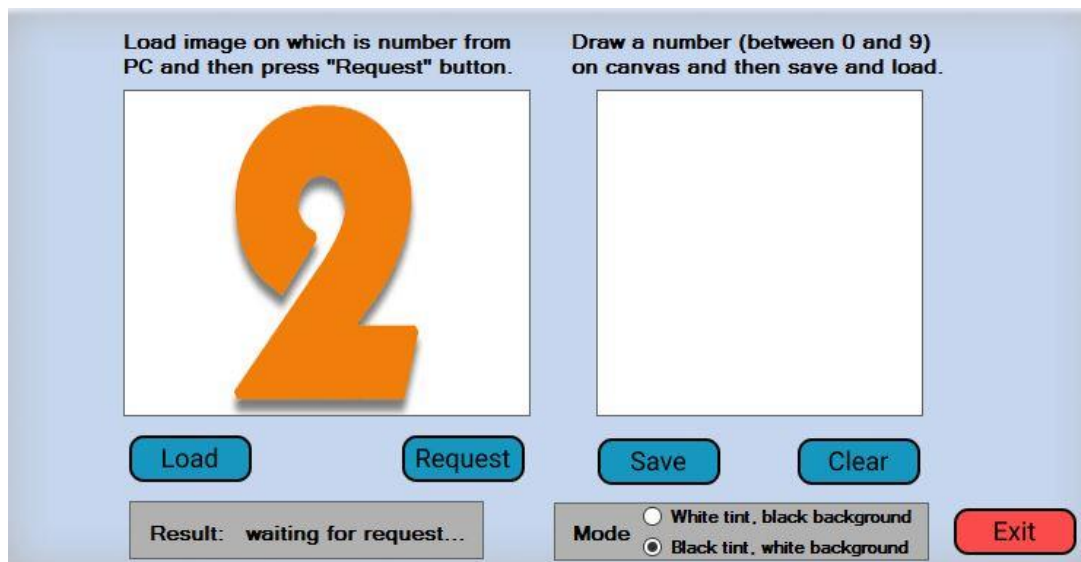 Load image on which is number from
PC and then press "Request" button.
Draw a number (between 0 and 9)
on canvas and then save and load.
2
Load
Request
Save
Clear
Result: waiting for request...
Mode
White tint, black background
Black tint, white background
Exit